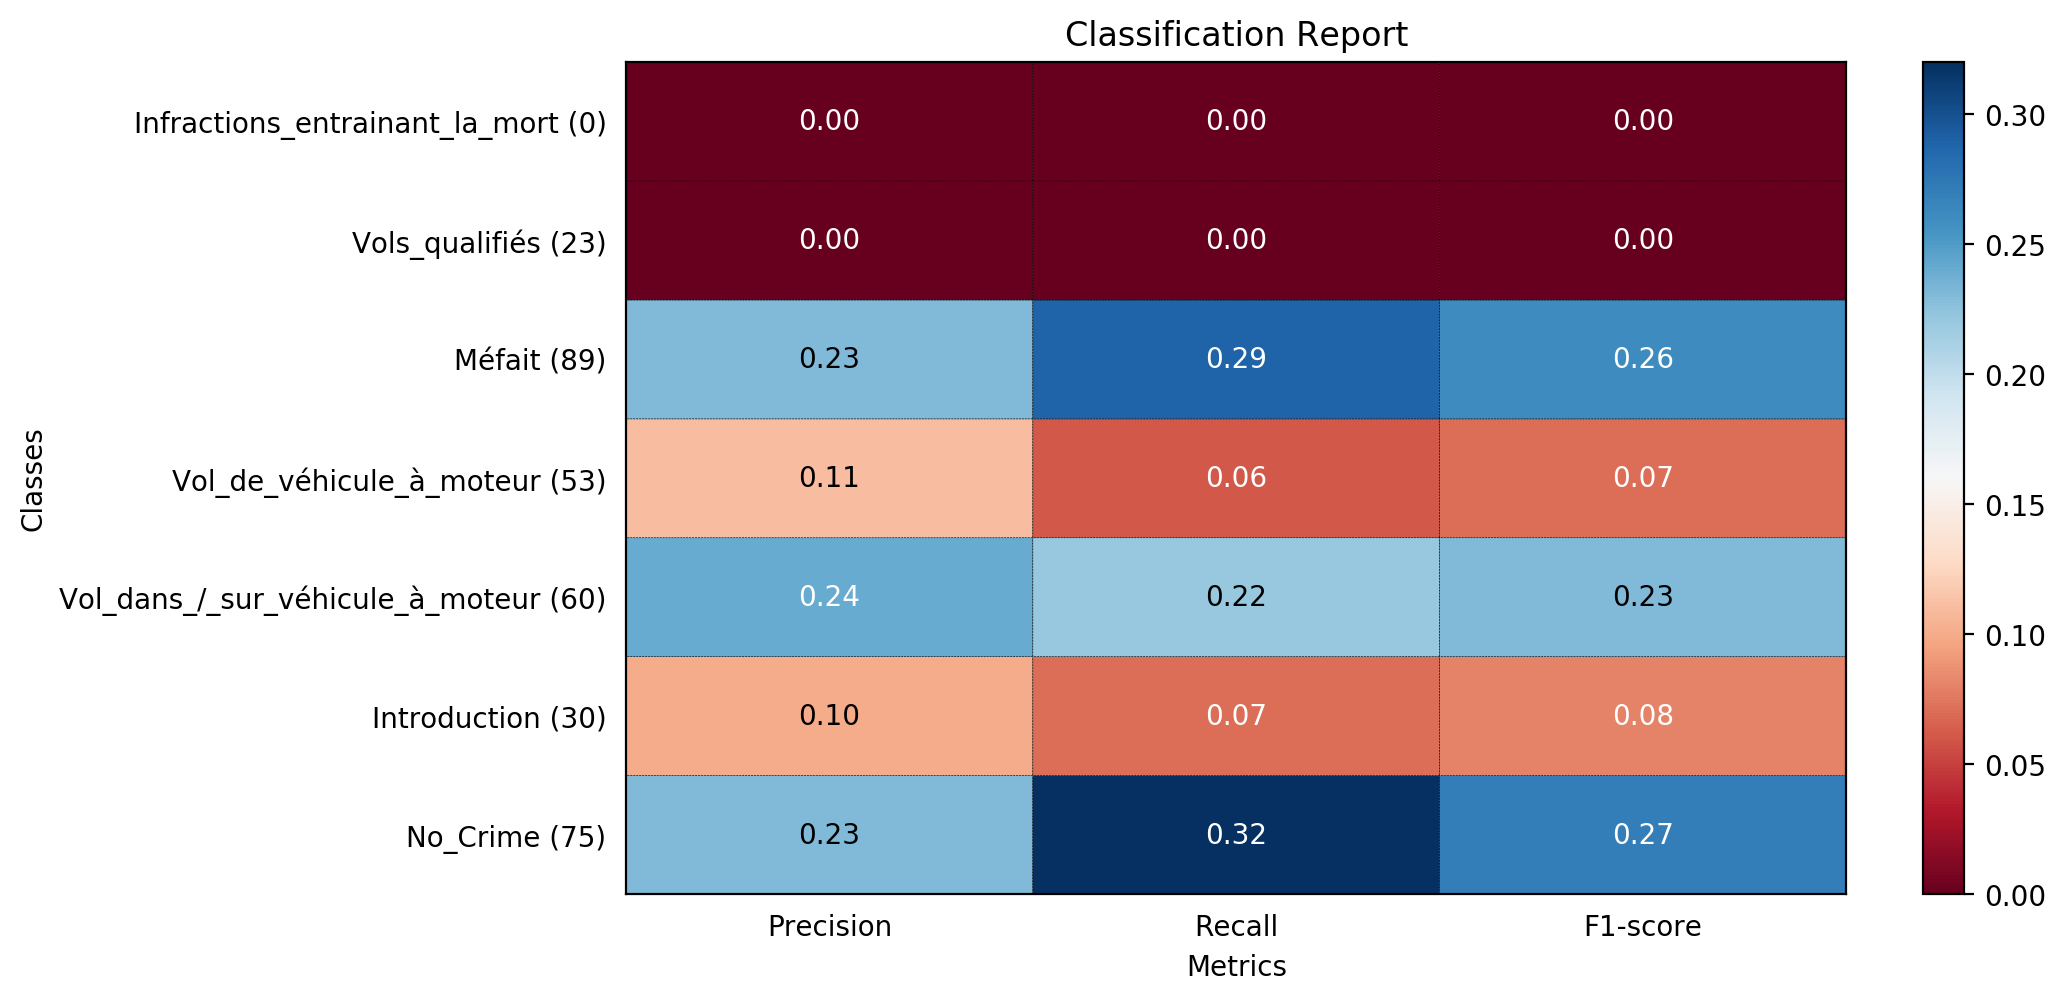 Classification Report
Infractions_entrainant_la_mort (0) 0.00 0.00 0.00
Vols_qualifiés (23) 0.00 0.00 0.00
Méfait (89) 0.23 0.29 0.26
Vol_de_véhicule_à_moteur (53) 0.11 0.06 0.07
Vol_dans_/_sur_véhicule_à_moteur (60) 0.24 0.22 0.23
Introduction (30) 0.10 0.07 0.08
No_Crime (75) 0.23 0.32 0.27
Classes
Precision Recall F1-score
Metrics
0.30
0.25
0.20
0.15
0.10
0.05
0.00